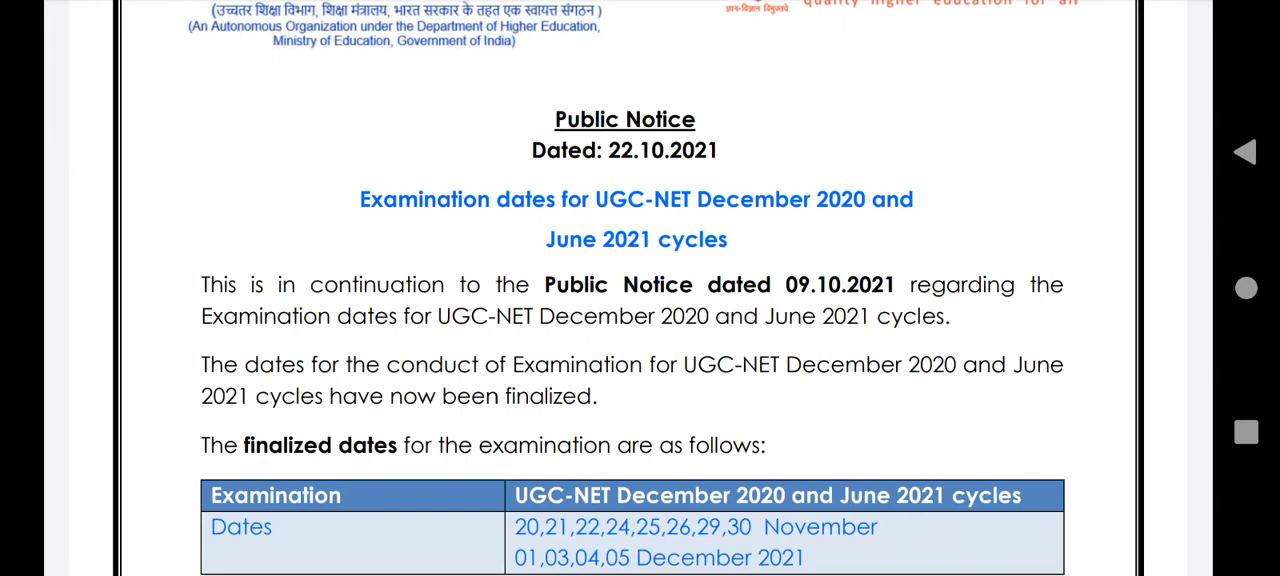 (उच्चतर शिक्षा विभाग, शिक्षा मंत्रालय, भारत सरकार के तहत एक स्वायत्त संगठन )
(An Autonomous Organization under the Department of Higher Education,
Ministry of Education, Government of India)
ज्ञान-विज्ञान विमुक्तये
quality higher education for all
Public Notice
Dated: 22.10.2021
Examination dates for UGC-NET December 2020 and
June 2021 cycles
This is in continuation to the Public Notice dated 09.10.2021 regarding the
Examination dates for UGC-NET December 2020 and June 2021 cycles.
The dates for the conduct of Examination for UGC-NET December 2020 and June
2021 cycles have now been finalized.
The finalized dates for the examination are as follows:
Examination UGC-NET December 2020 and June 2021 cycles
Dates 20,21,22,24,25,26,29,30 November
01,03,04,05 December 2021